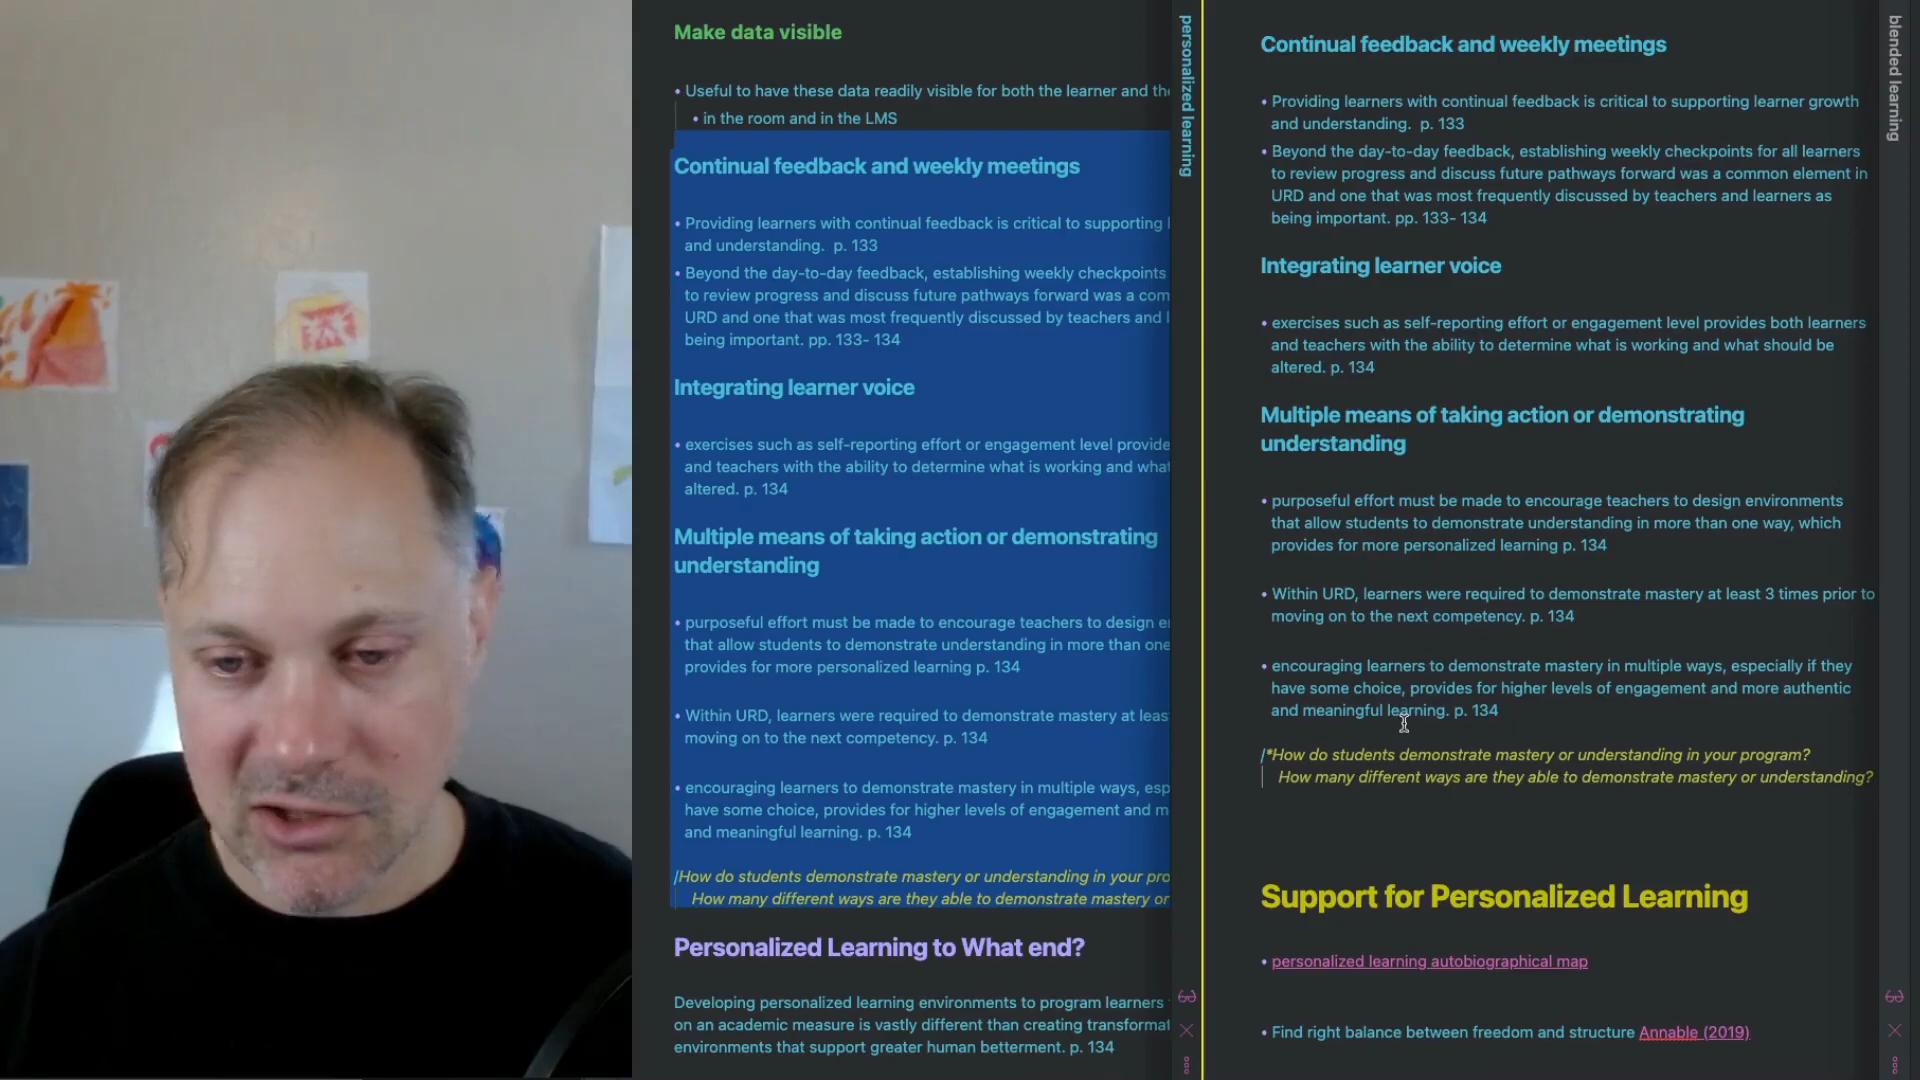 Make data visible
• Useful to have these data readily visible for both the learner and the
• in the room and in the LMS
Continual feedback and weekly meetings
• Providing learners with continual feedback is critical to supporting
and understanding.  p. 133
• Beyond the day-to-day feedback, establishing weekly checkpoints
to review progress and discuss future pathways forward was a com
URD and one that was most frequently discussed by teachers and
being important. pp. 133- 134
Integrating learner voice
• exercises such as self-reporting effort or engagement level provide
and teachers with the ability to determine what is working and what
altered. p. 134
Multiple means of taking action or demonstrating
understanding
• purposeful effort must be made to encourage teachers to design e
that allow students to demonstrate understanding in more than one
provides for more personalized learning p. 134
• Within URD, learners were required to demonstrate mastery at leas
moving on to the next competency. p. 134
• encouraging learners to demonstrate mastery in multiple ways, esp
have some choice, provides for higher levels of engagement and m
and meaningful learning. p. 134
/How do students demonstrate mastery or understanding in your pro
How many different ways are they able to demonstrate mastery or
Personalized Learning to What end?
Developing personalized learning environments to program learners
on an academic measure is vastly different than creating transformat
environments that support greater human betterment. p. 134
personalized learning
Continual feedback and weekly meetings
• Providing learners with continual feedback is critical to supporting learner growth
and understanding.  p. 133
• Beyond the day-to-day feedback, establishing weekly checkpoints for all learners
to review progress and discuss future pathways forward was a common element in
URD and one that was most frequently discussed by teachers and learners as
being important. pp. 133- 134
Integrating learner voice
• exercises such as self-reporting effort or engagement level provides both learners
and teachers with the ability to determine what is working and what should be
altered. p. 134
Multiple means of taking action or demonstrating
understanding
• purposeful effort must be made to encourage teachers to design environments
that allow students to demonstrate understanding in more than one way, which
provides for more personalized learning p. 134
• Within URD, learners were required to demonstrate mastery at least 3 times prior to
moving on to the next competency. p. 134
• encouraging learners to demonstrate mastery in multiple ways, especially if they
have some choice, provides for higher levels of engagement and more authentic
and meaningful learning. p. 134
/*How do students demonstrate mastery or understanding in your program?
How many different ways are they able to demonstrate mastery or understanding?
Support for Personalized Learning
• personalized learning autobiographical map
• Find right balance between freedom and structure Annable (2019)
blended learning